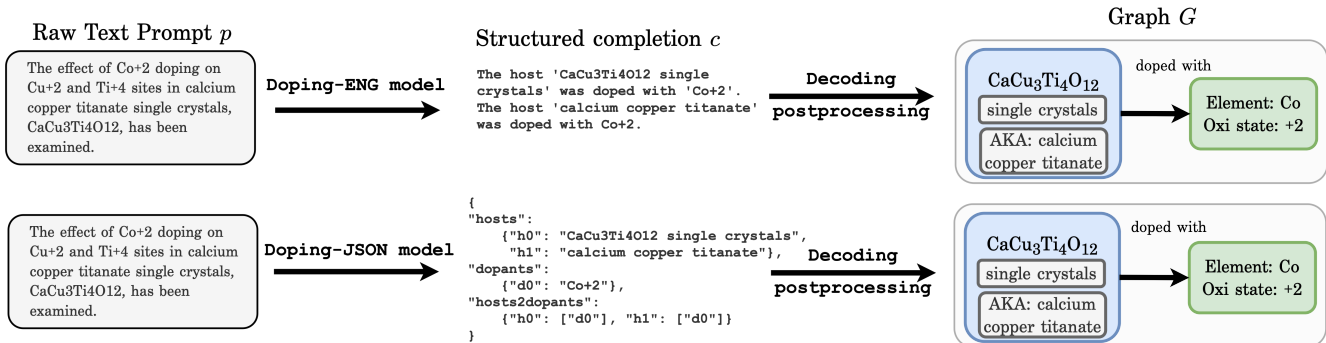 Raw Text Prompt p
Structured completion c
Graph G
The effect of Co+2 doping on
Cu+2 and Ti+4 sites in calcium
copper titanate single crystals,
CaCu3Ti4O12, has been
examined.
Doping-ENG model
The host 'CaCu3Ti4O12 single
crystals' was doped with 'Co+2'.
The host 'calcium copper titanate'
was doped with Co+2.
Decoding
postprocessing
CaCu₃Ti₄O₁₂
single crystals
AKA: calcium
copper titanate
doped with
Element: Co
Oxi state: +2
The effect of Co+2 doping on
Cu+2 and Ti+4 sites in calcium
copper titanate single crystals,
CaCu3Ti4O12, has been
examined.
Doping-JSON model
{
"hosts":
{"h0": "CaCu3Ti4O12 single crystals",
"h1": "calcium copper titanate"},
"dopants":
{"d0": "Co+2"},
"hosts2dopants":
{"h0": ["d0"], "h1": ["d0"]}
}
Decoding
postprocessing
CaCu₃Ti₄O₁₂
single crystals
AKA: calcium
copper titanate
doped with
Element: Co
Oxi state: +2